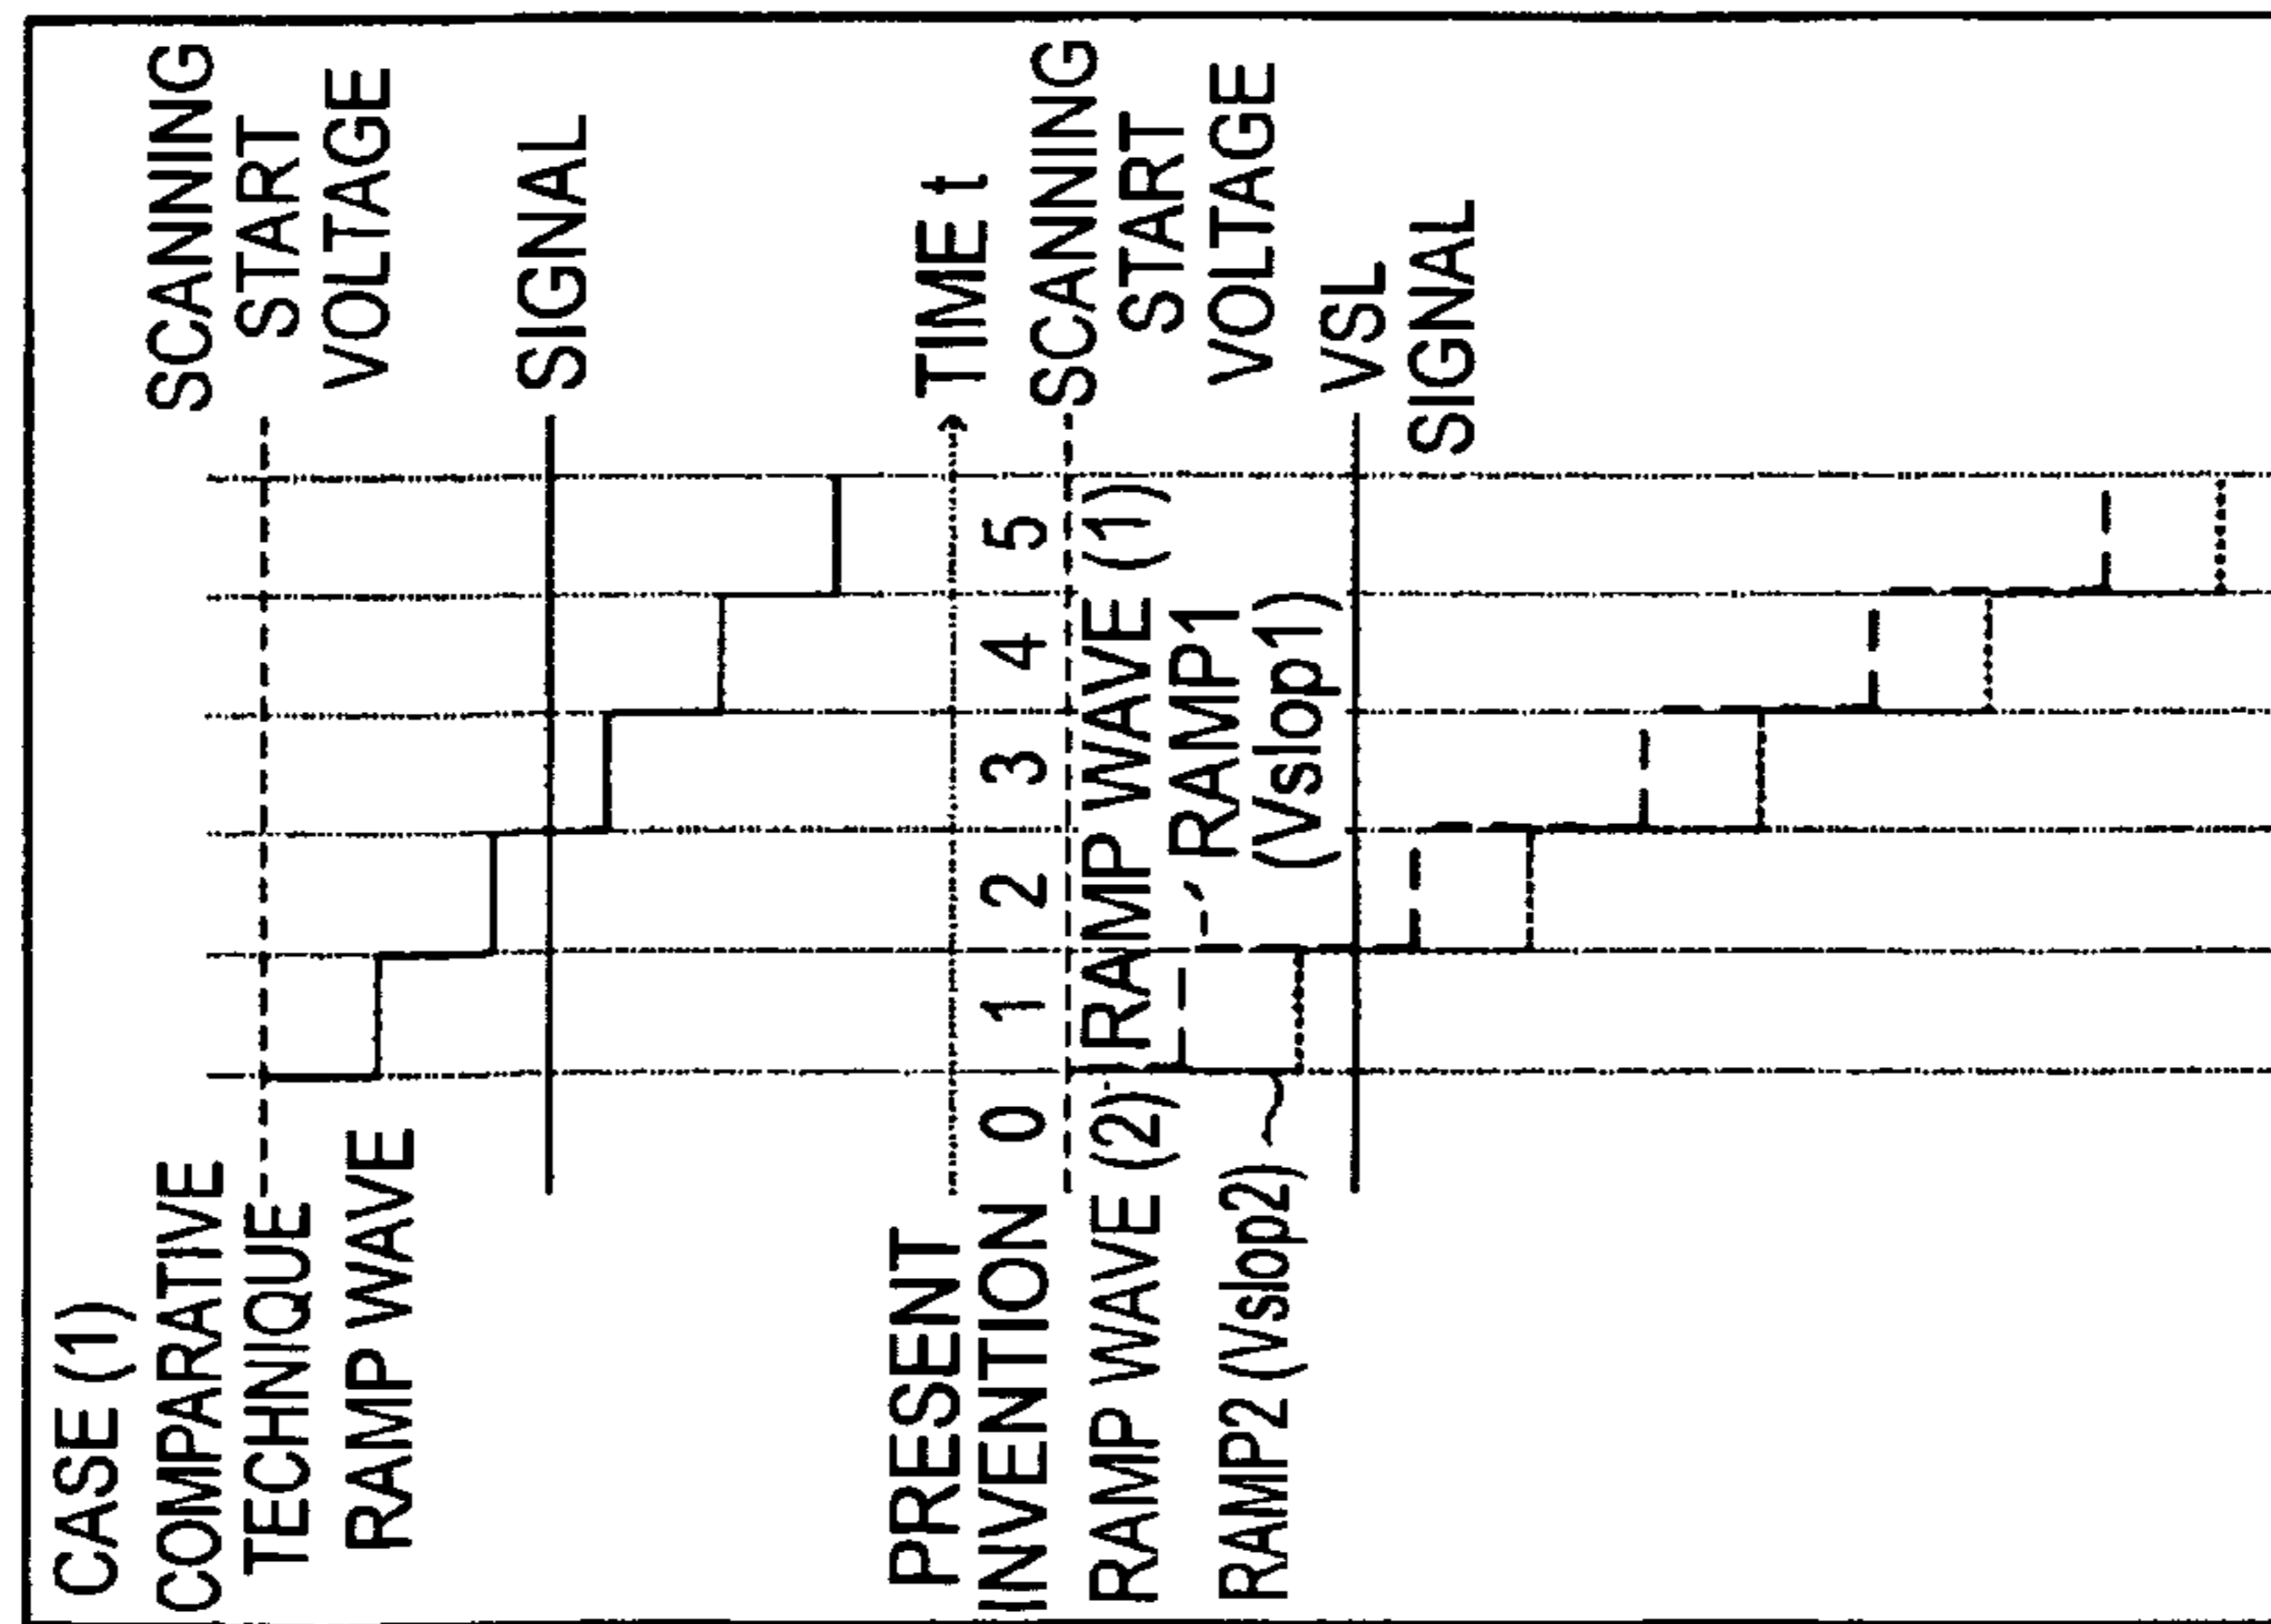 CASE (1)
COMPARATIVE
TECHNIQUE
RAMP WAVE
SCANNING
START
VOLTAGE
SIGNAL
TIME t
PRESENT
INVENTION
0 1 2 3 4 5
SCANNING
START
VOLTAGE
RAMP WAVE (2)
RAMP WAVE (1)
RAMP1
(Vslop1)
RAMP2 (Vslop2)
VSL
SIGNAL